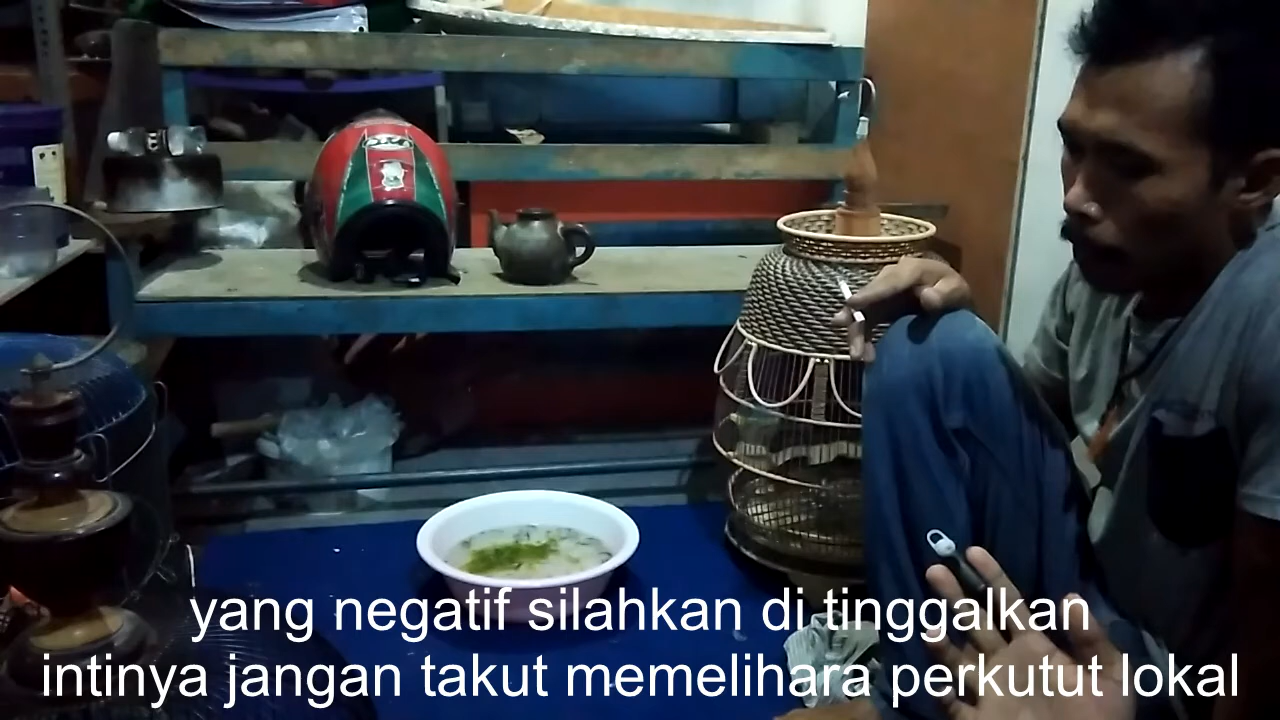 yang negatif silahkan di tinggalkan
intinya jangan takut memelihara perkutut lokal